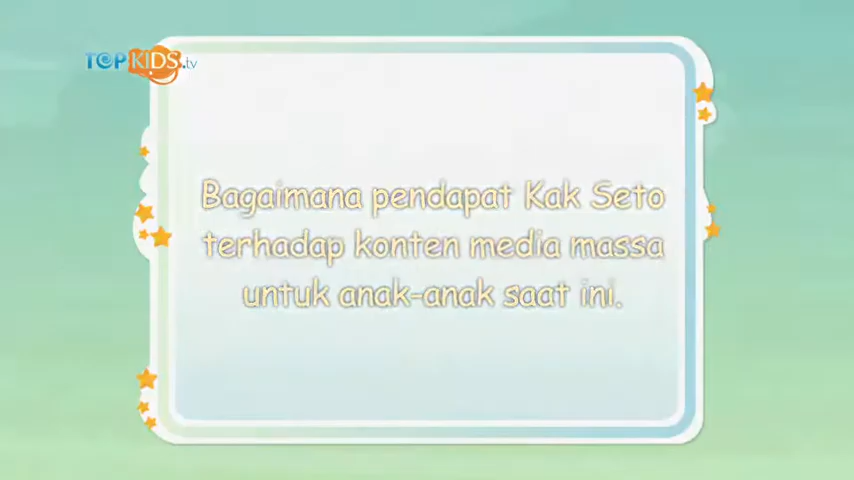 TOPKIDS.tv
Bagaimana pendapat Kak Seto
terhadap konten media massa
untuk anak-anak saat ini.